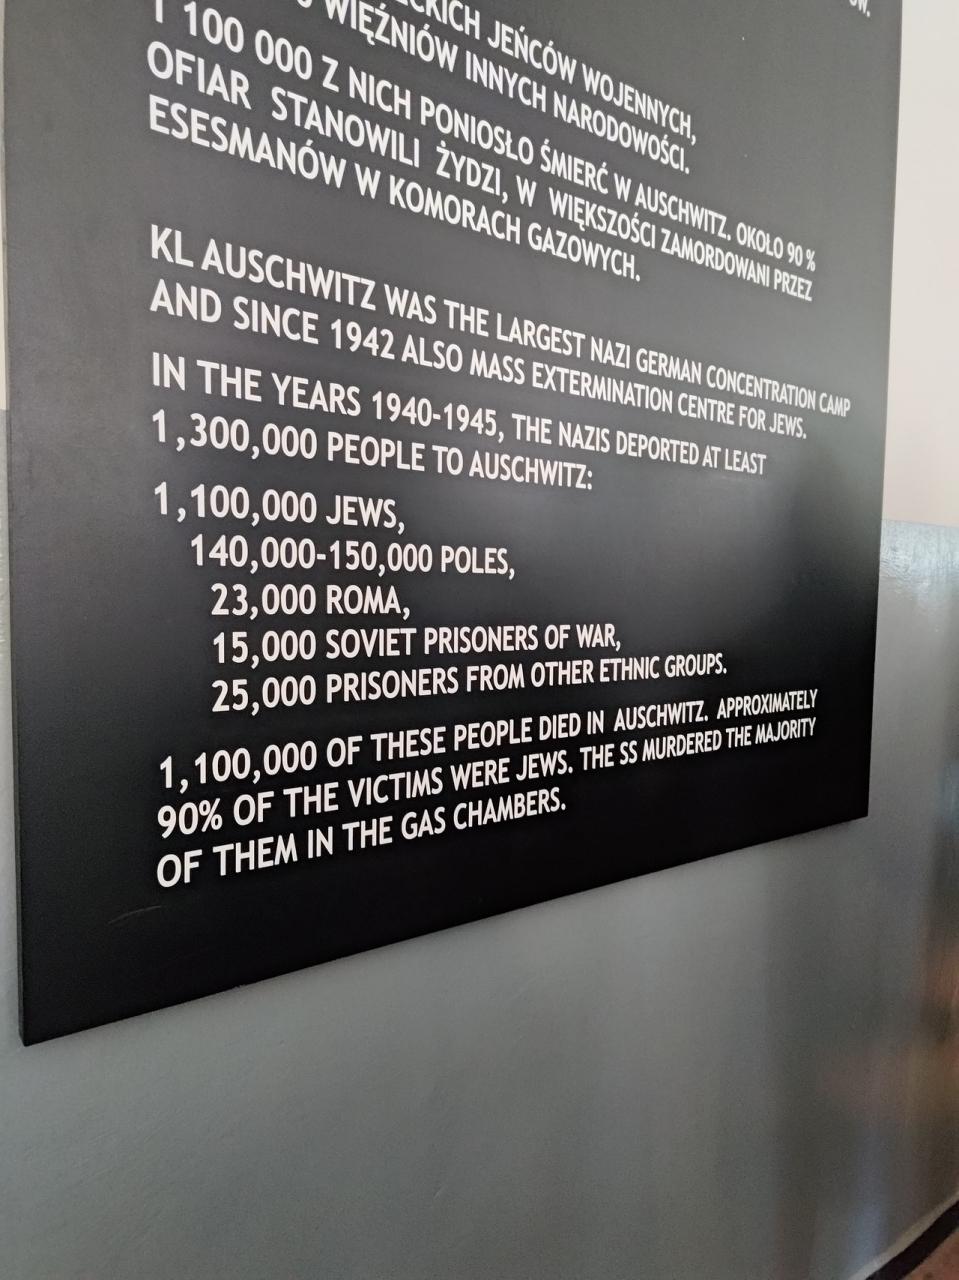 JEŃCÓW WOJENNYCH,
WIĘŹNIÓW INNYCH NARODOWOŚCI.
1 100 000 Z NICH PONIOSŁO ŚMIERĆ W AUSCHWITZ. OKOŁO 90 %
OFIAR STANOWILI ŻYDZI, W WIĘKSZOŚCI ZAMORDOWANI PRZEZ
ESESMANÓW W KOMORACH GAZOWYCH.
KL AUSCHWITZ WAS THE LARGEST NAZI GERMAN CONCENTRATION CAMP
AND SINCE 1942 ALSO MASS EXTERMINATION CENTRE FOR JEWS.
IN THE YEARS 1940-1945, THE NAZIS DEPORTED AT LEAST
1,300,000 PEOPLE TO AUSCHWITZ:
1,100,000 JEWS,
140,000-150,000 POLES,
23,000 ROMA,
15,000 SOVIET PRISONERS OF WAR,
25,000 PRISONERS FROM OTHER ETHNIC GROUPS.
1,100,000 OF THESE PEOPLE DIED IN AUSCHWITZ. APPROXIMATELY
90% OF THE VICTIMS WERE JEWS. THE SS MURDERED THE MAJORITY
OF THEM IN THE GAS CHAMBERS.